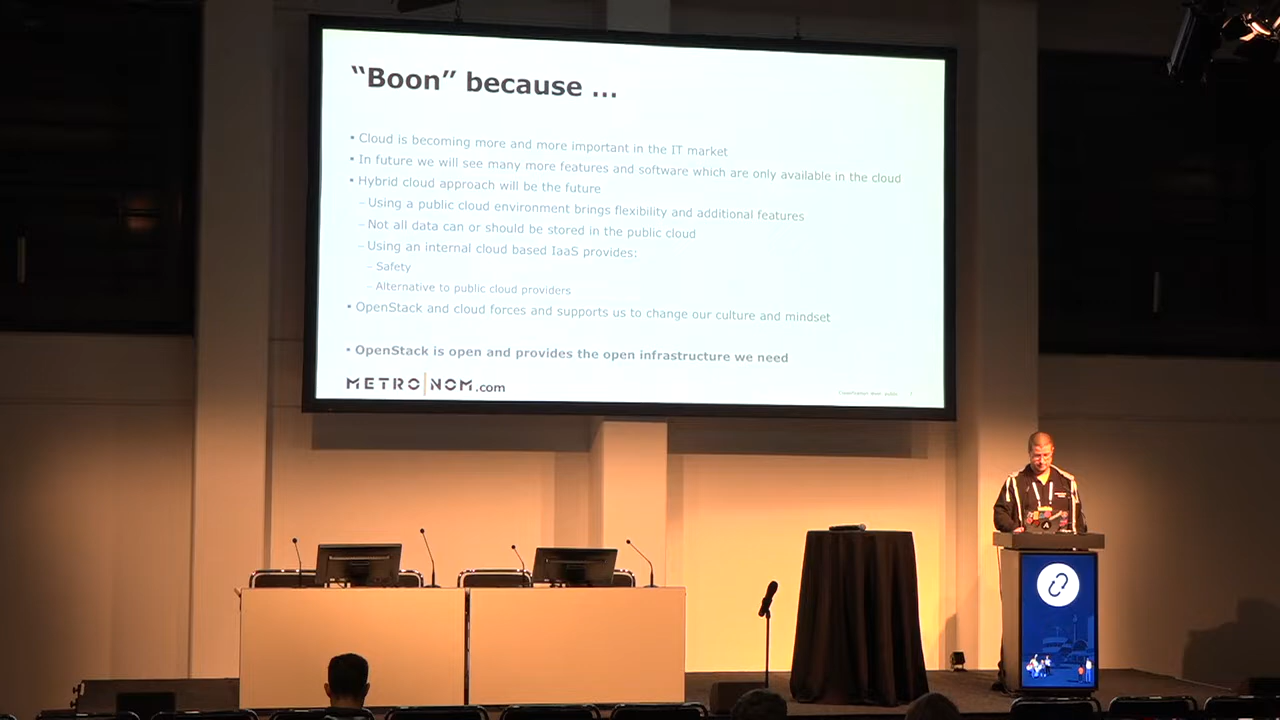 “Boon” because ...
• Cloud is becoming more and more important in the IT market
• In future we will see many more features and software which are only available in the cloud
• Hybrid cloud approach will be the future
– Using a public cloud environment brings flexibility and additional features
– Not all data can or should be stored in the public cloud
– Using an internal cloud based IaaS provides:
– Safety
– Alternative to public cloud providers
• OpenStack and cloud forces and supports us to change our culture and mindset
• OpenStack is open and provides the open infrastructure we need
METRO|NOM.com